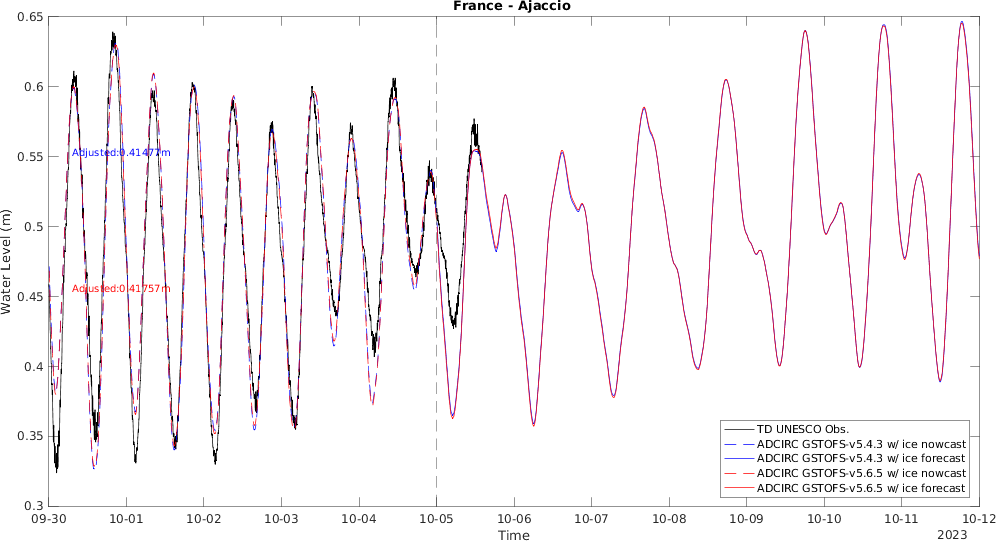 France - Ajaccio
0.65
0.6
0.55
0.5
0.45
0.4
0.35
0.3
Water Level (m)
Adjusted:0.41477m
Adjusted:0.41757m
TD UNESCO Obs.
ADCIRC GSTOFS-v5.4.3 w/ ice nowcast
ADCIRC GSTOFS-v5.4.3 w/ ice forecast
ADCIRC GSTOFS-v5.6.5 w/ ice nowcast
ADCIRC GSTOFS-v5.6.5 w/ ice forecast
09-30 10-01 10-02 10-03 10-04 10-05 10-06 10-07 10-08 10-09 10-10 10-11 10-12
Time
2023